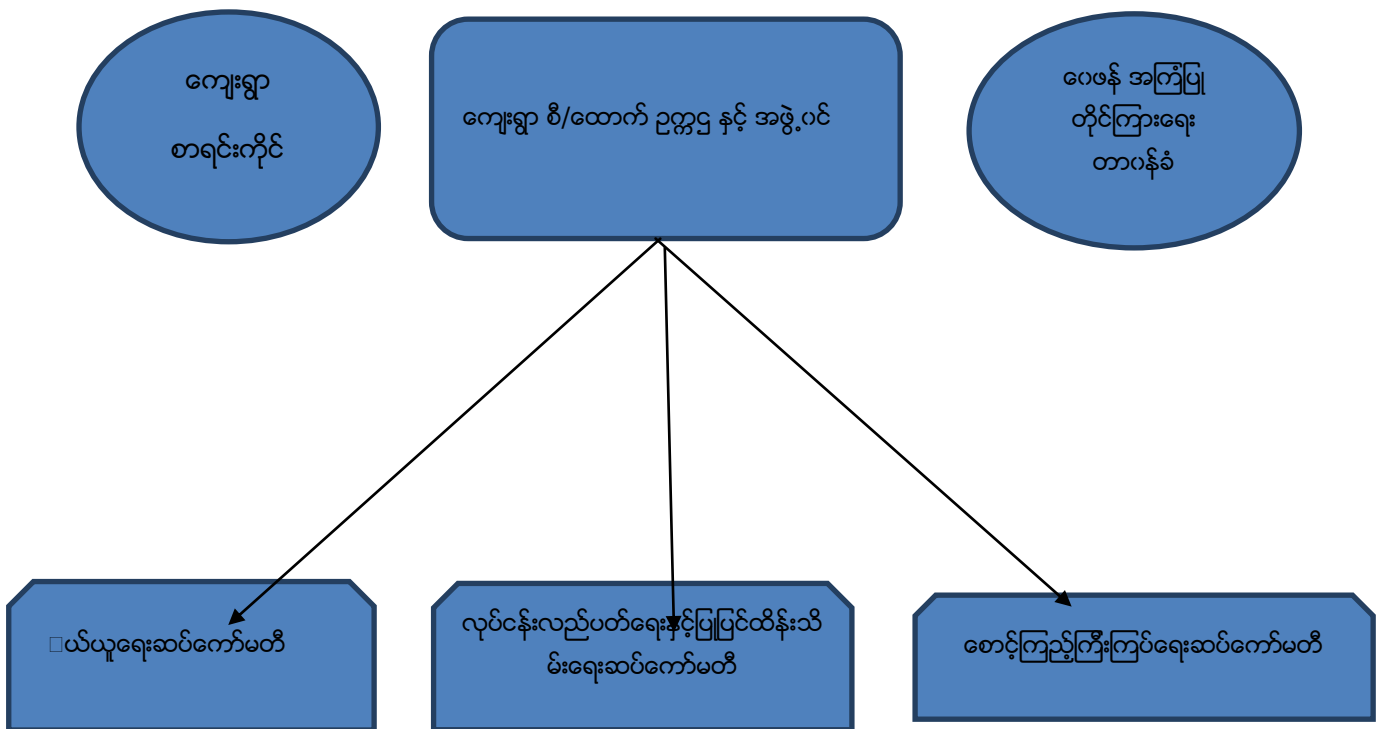 ကျေးရွာ
စာရင်းကိုင်
ကျေးရွာ စီ/ထောက် ဥက္ကဌ နှင့် အဖွဲ့၀င်
ဝေဖန် အကြံပြု
တိုင်ကြားရေး
တာ၀န်ခံ
□ယ်ယူရေးဆပ်ကော်မတီ
လုပ်ငန်းလည်ပတ်ရေးနှင့်ပြုပြင်ထိန်းသိ
မ်းရေးဆပ်ကော်မတီ
စောင့်ကြည့်ကြီးကြပ်ရေးဆပ်ကော်မတီ